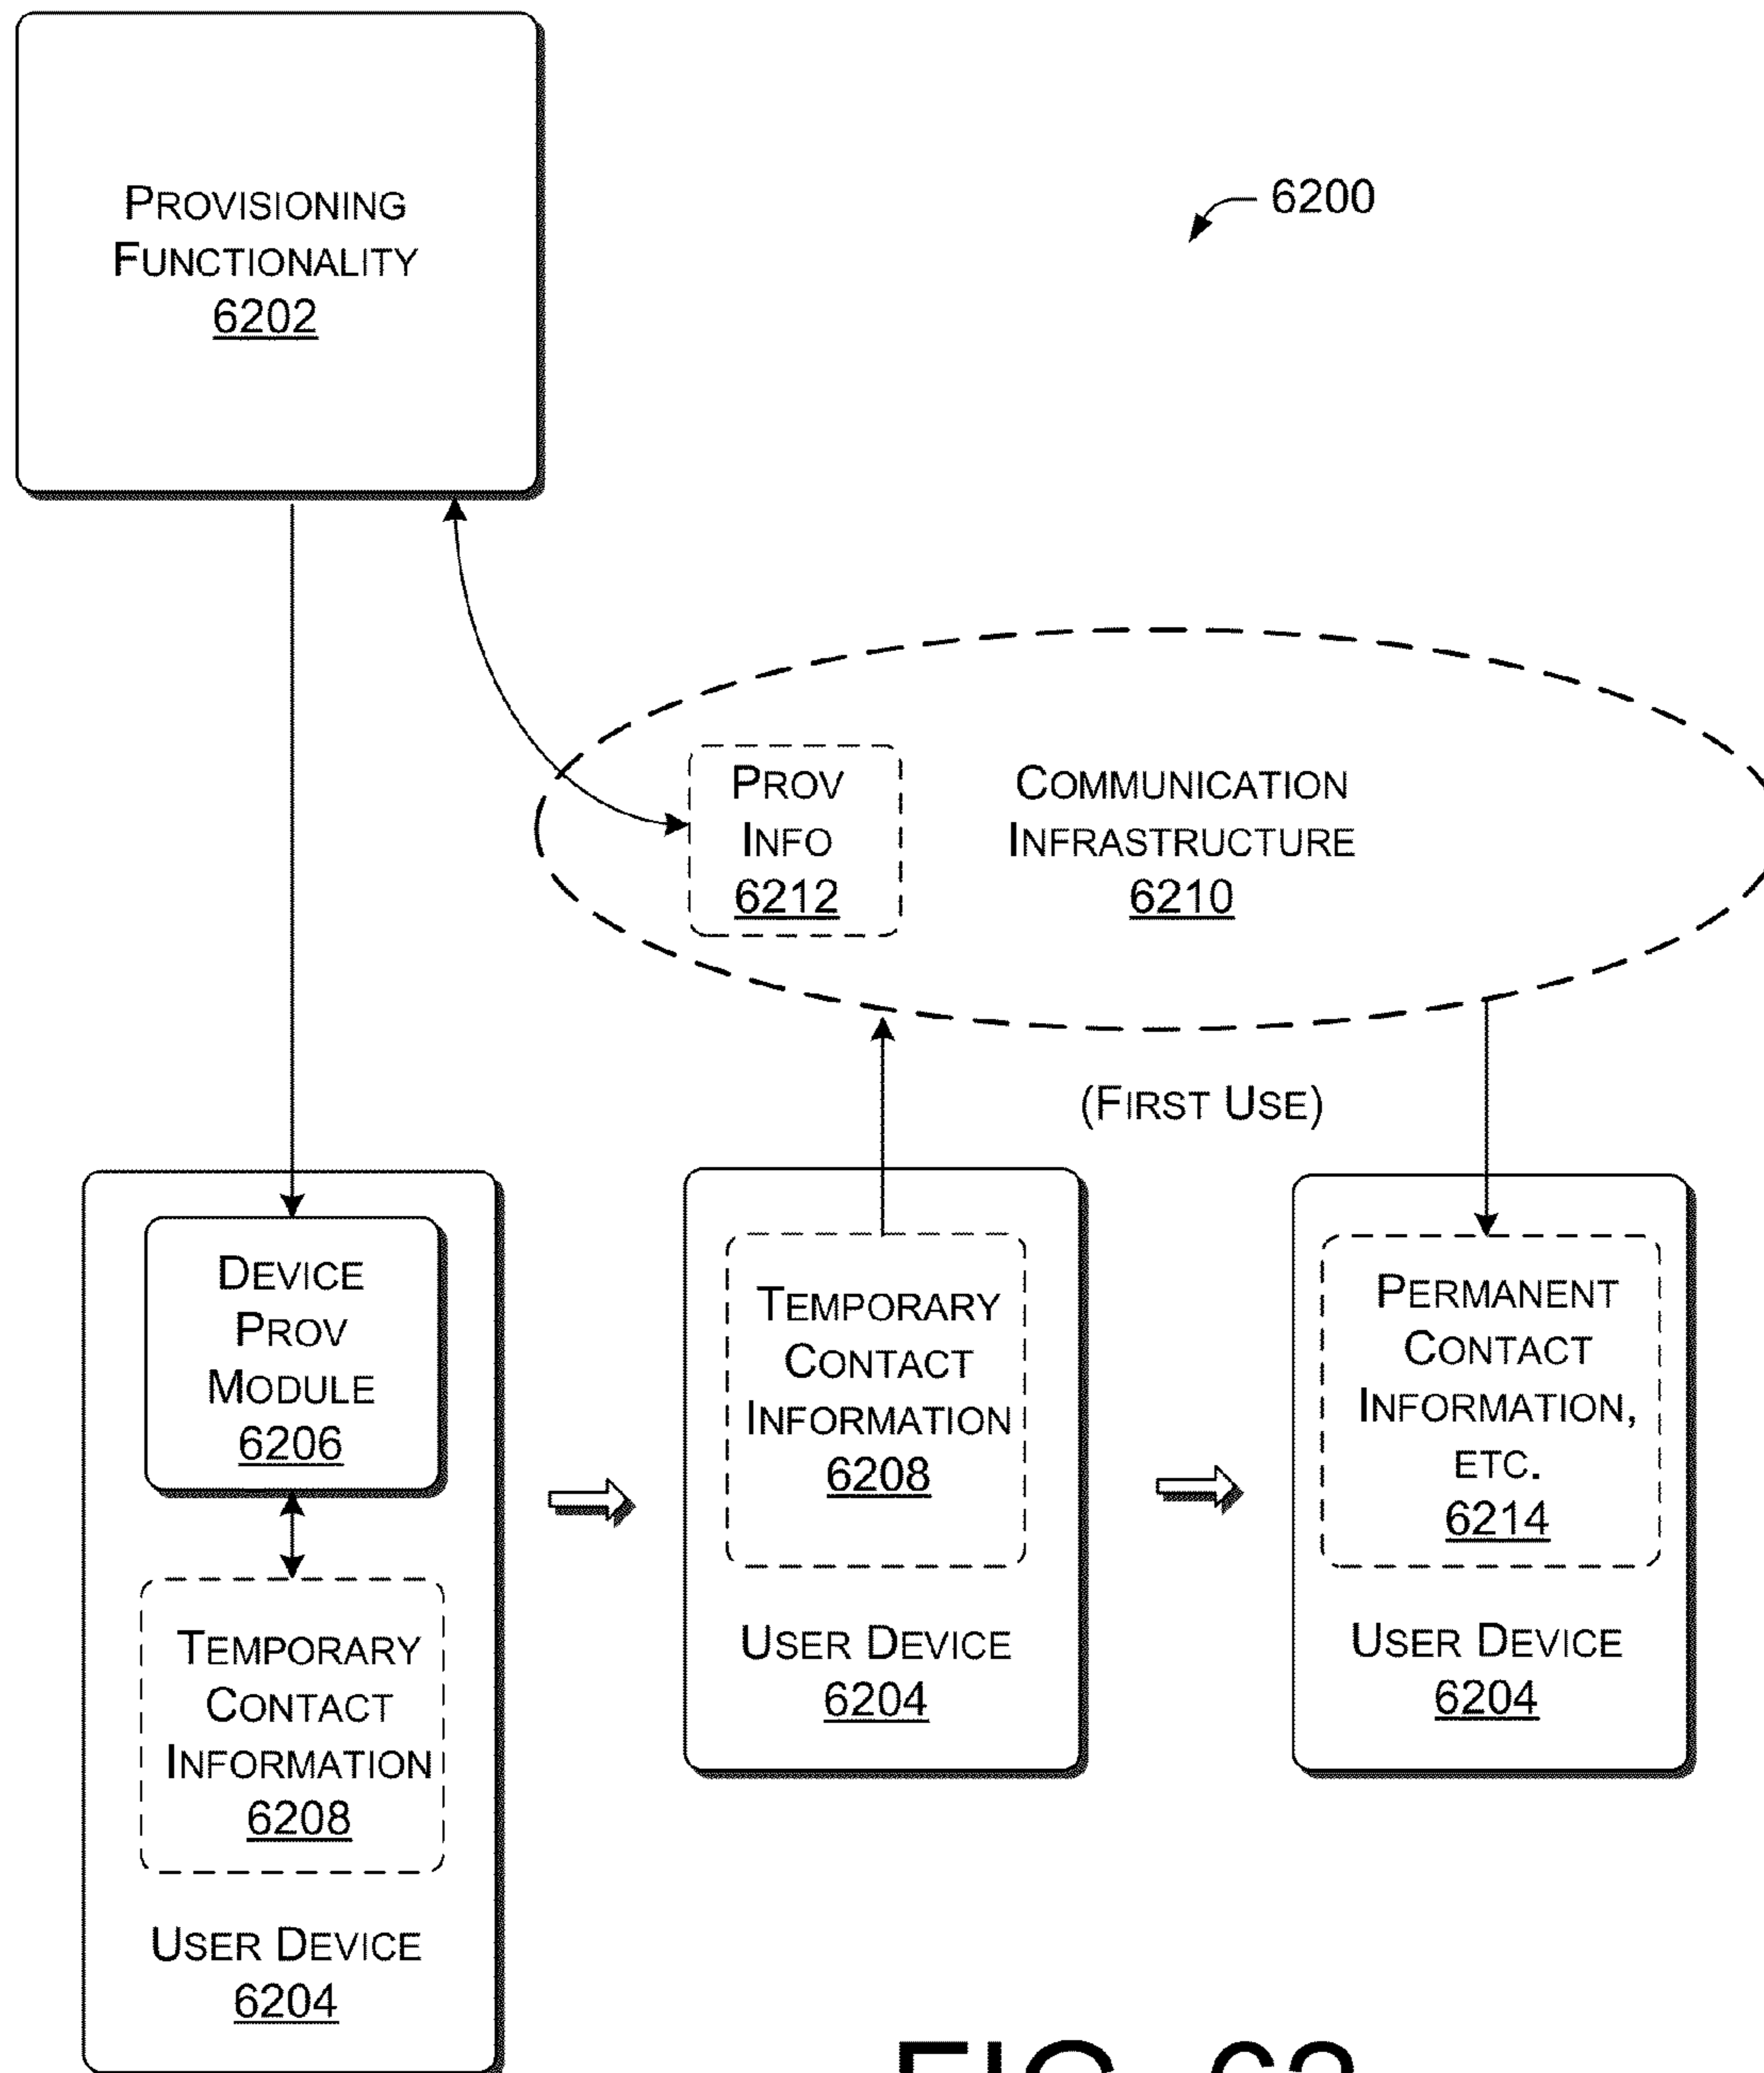 PROVISIONING
FUNCTIONALITY
6202
6200
PROV
INFO
6212
COMMUNICATION
INFRASTRUCTURE
6210
(FIRST USE)
DEVICE
PROV
MODULE
6206
TEMPORARY
CONTACT
INFORMATION
6208
USER DEVICE
6204
TEMPORARY
CONTACT
INFORMATION
6208
USER DEVICE
6204
PERMANENT
CONTACT
INFORMATION,
ETC.
6214
USER DEVICE
6204
FIG. 62